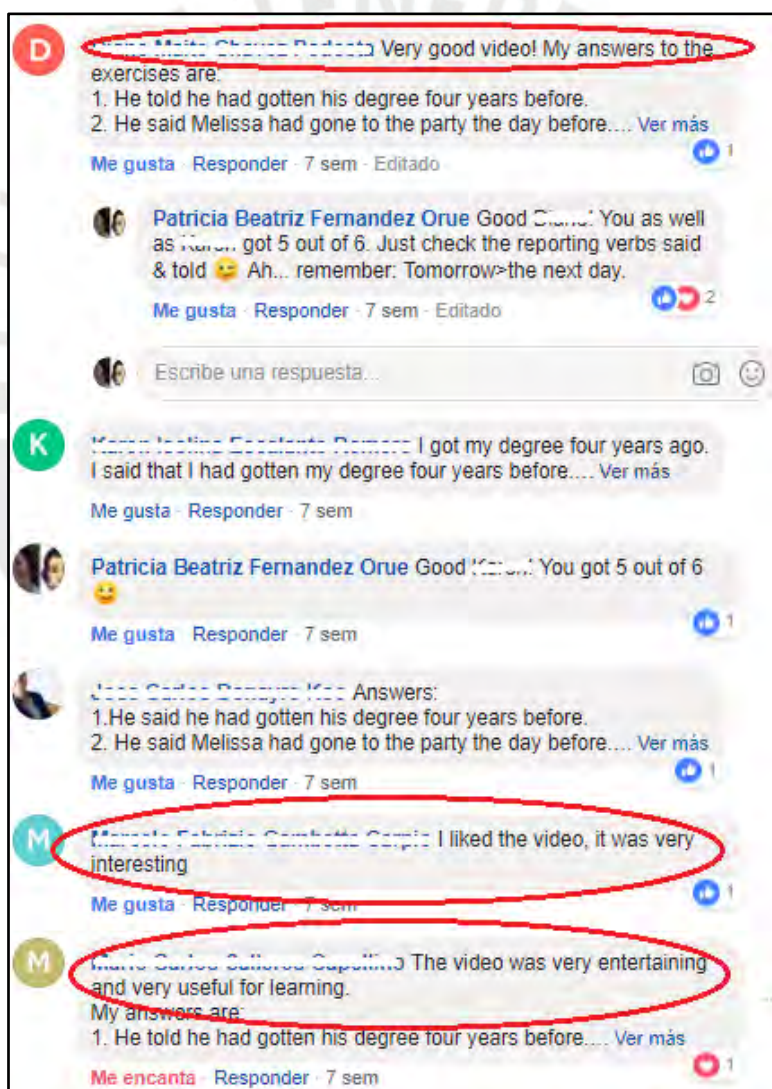 D
Very good video! My answers to the
exercises are:
1. He told he had gotten his degree four years before.
2. He said Melissa had gone to the party the day before.... Ver más
Me gusta · Responder · 7 sem · Editado 1
Patricia Beatriz Fernandez Orue Good You as well
as got 5 out of 6. Just check the reporting verbs said
& told 😉 Ah... remember: Tomorrow>the next day.
Me gusta · Responder · 7 sem · Editado 2
Escribe una respuesta...
K
I got my degree four years ago.
I said that I had gotten my degree four years before.... Ver más
Me gusta · Responder · 7 sem
Patricia Beatriz Fernandez Orue Good You got 5 out of 6
😉
Me gusta · Responder · 7 sem 1
Answers:
1.He said he had gotten his degree four years before.
2. He said Melissa had gone to the party the day before.... Ver más
Me gusta · Responder · 7 sem 1
M
I liked the video, it was very
interesting
Me gusta · Responder · 7 sem 1
M
The video was very entertaining
and very useful for learning.
My answers are:
1. He told he had gotten his degree four years before.... Ver más
Me encanta · Responder · 7 sem 1